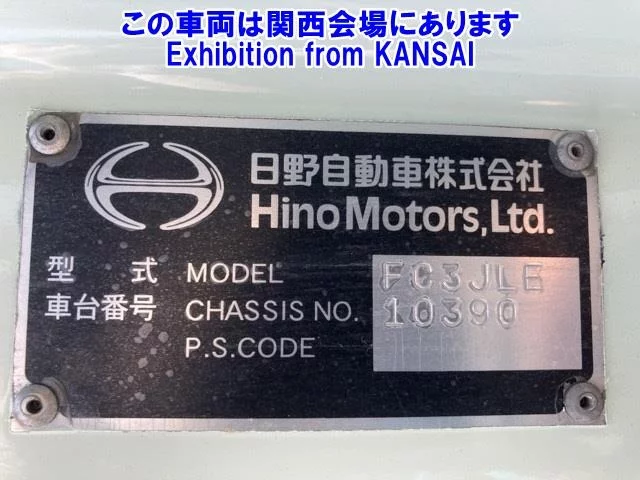 この車両は関西会場にあります
Exhibition from KANSAI
日野自動車株式会社
Hino Motors, Ltd.
型 式 MODEL FC3JLE
車台番号 CHASSIS NO. 10390
P.S.CODE